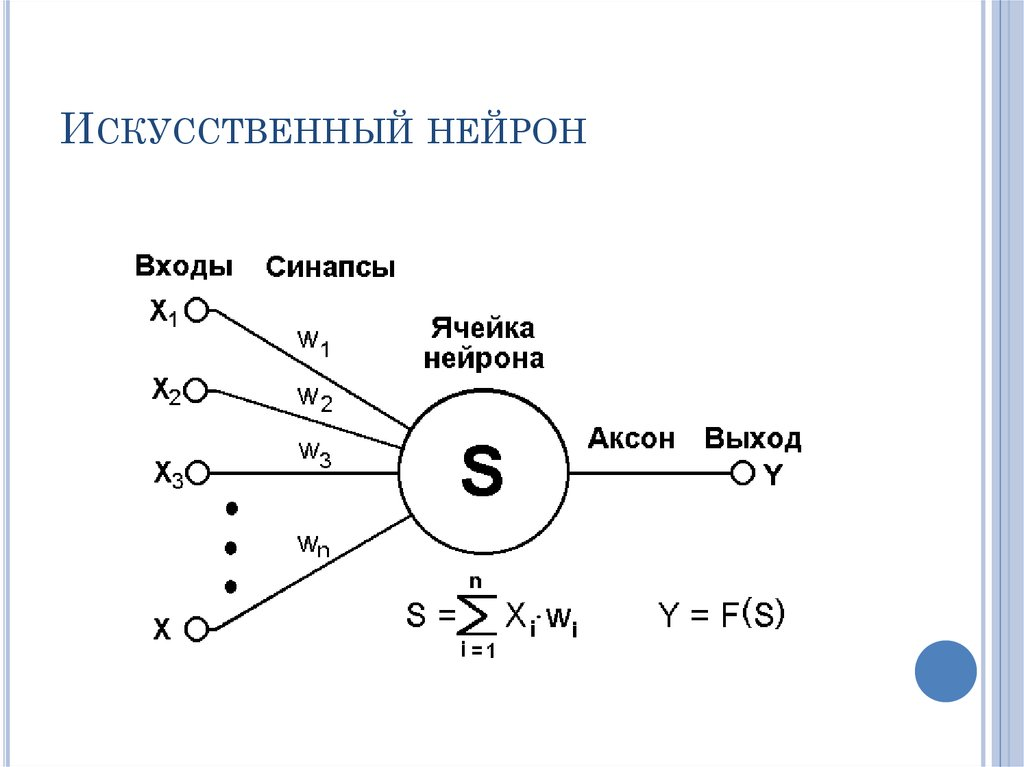 Искусственный нейрон
Входы Синапсы
X1
w1
Ячейка
нейрона
X2
w2
Аксон Выход
w3
S
X3
Y
wn
n
S = ∑ Xi·wi Y = F(S)
i=1
X